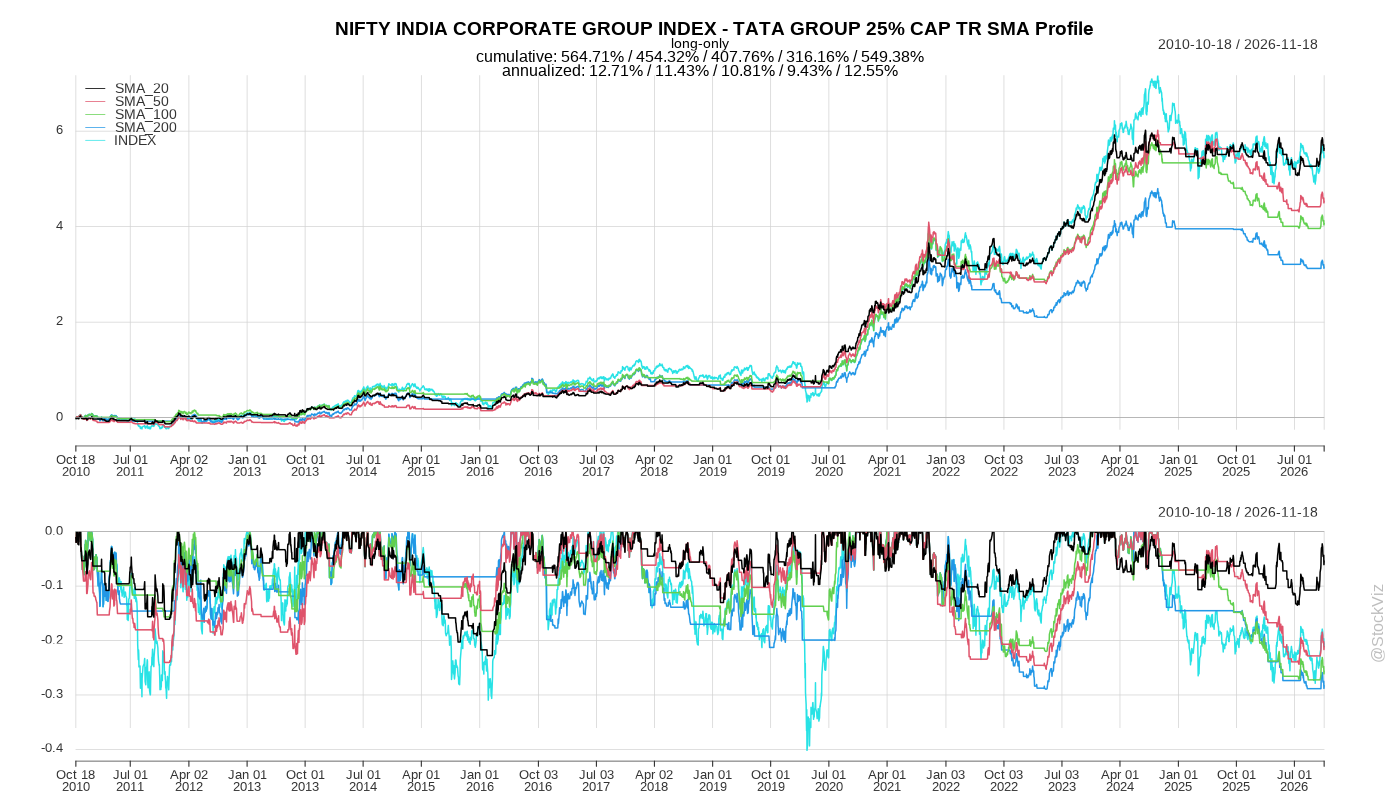 NIFTY INDIA CORPORATE GROUP INDEX - TATA GROUP 25% CAP TR SMA Profile
long-only
2010-10-18 / 2026-11-18
cumulative: 564.71% / 454.32% / 407.76% / 316.16% / 549.38%
annualized: 12.71% / 11.43% / 10.81% / 9.43% / 12.55%
SMA_20
SMA_50
SMA_100
SMA_200
INDEX
6
4
2
0
Oct 18 Jul 01 Apr 02 Jan 01 Oct 01 Jul 01 Apr 01 Jan 01 Oct 03 Jul 03 Apr 02 Jan 01 Oct 01 Jul 01 Apr 01 Jan 03 Oct 03 Jul 03 Apr 01 Jan 01 Oct 01 Jul 01
2010 2011 2012 2013 2013 2014 2015 2016 2016 2017 2018 2019 2019 2020 2021 2022 2022 2023 2024 2025 2025 2026
2010-10-18 / 2026-11-18
0.0
-0.1
-0.2
-0.3
-0.4
Oct 18 Jul 01 Apr 02 Jan 01 Oct 01 Jul 01 Apr 01 Jan 01 Oct 03 Jul 03 Apr 02 Jan 01 Oct 01 Jul 01 Apr 01 Jan 03 Oct 03 Jul 03 Apr 01 Jan 01 Oct 01 Jul 01
2010 2011 2012 2013 2013 2014 2015 2016 2016 2017 2018 2019 2019 2020 2021 2022 2022 2023 2024 2025 2025 2026
@StockViz